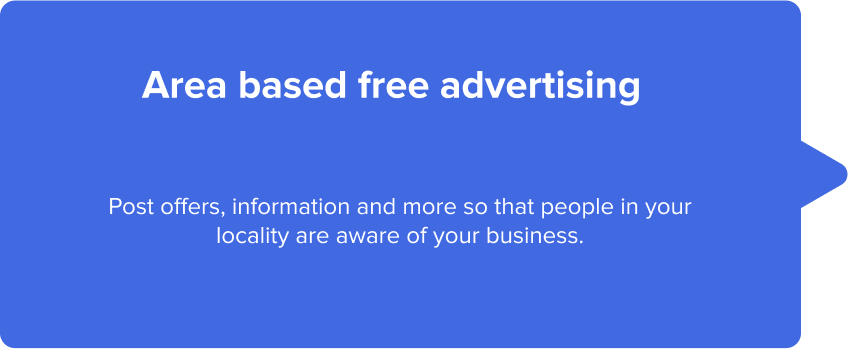 Area based free advertising
Post offers, information and more so that people in your
locality are aware of your business.